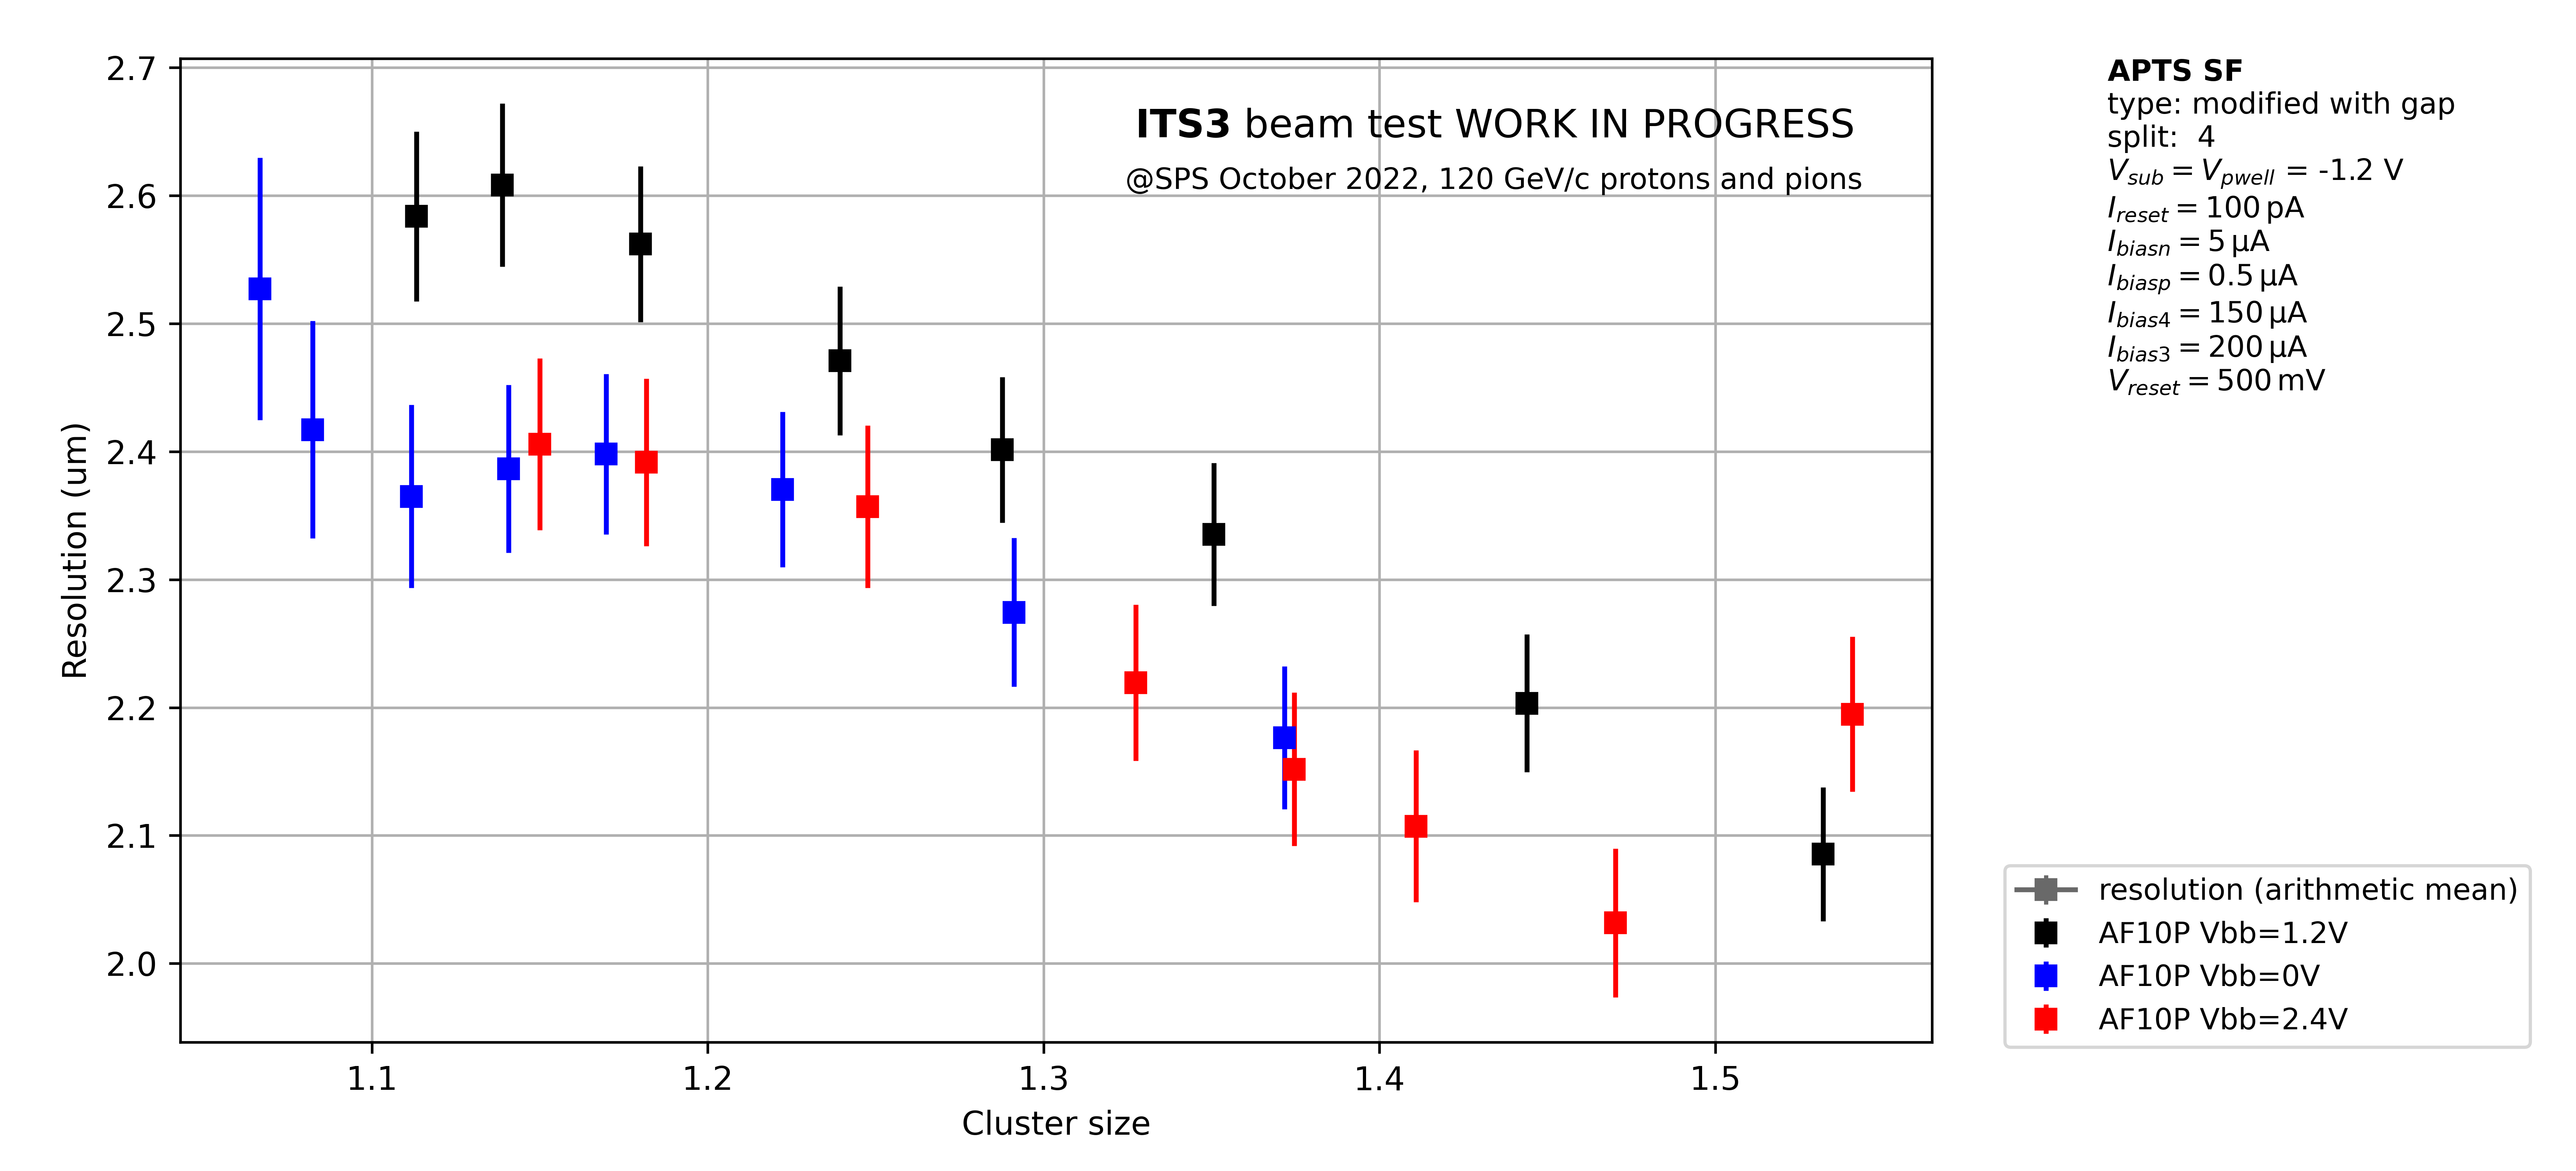 2.7
2.6
2.5
2.4
2.3
2.2
2.1
2.0
Resolution (um)
1.1
1.2
1.3
1.4
1.5
Cluster size
ITS3 beam test WORK IN PROGRESS
@SPS October 2022, 120 GeV/c protons and pions
APTS SF
type: modified with gap
split: 4
V_sub = V_pwell = -1.2 V
I_reset = 100 pA
I_biasn = 5 µA
I_biasp = 0.5 µA
I_bias4 = 150 µA
I_bias3 = 200 µA
V_reset = 500 mV
resolution (arithmetic mean)
AF10P Vbb=1.2V
AF10P Vbb=0V
AF10P Vbb=2.4V